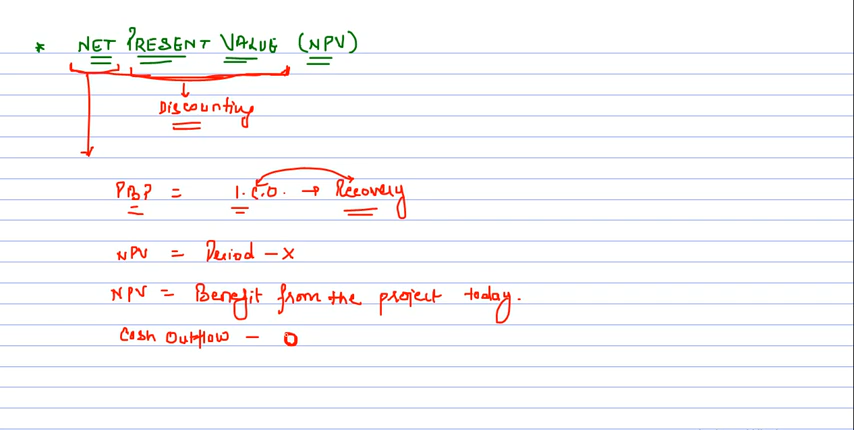 * NET PRESENT VALUE (NPV)
Discounting
PBP = I.C.O. → Recovery
NPV = Period - x
NPV = Benefit from the project today.
Cash Outflow - 0